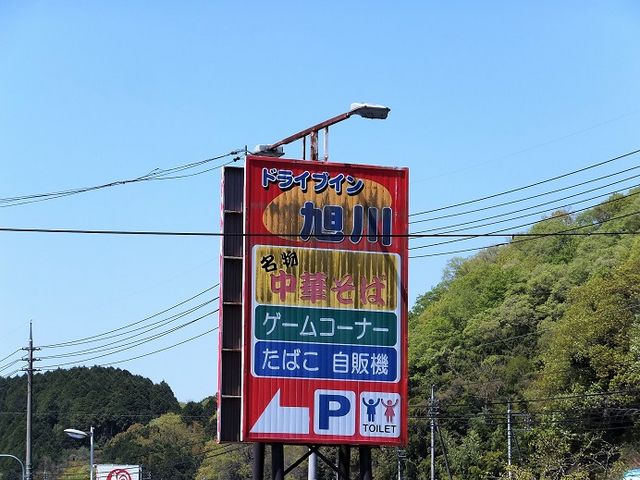 ドライブイン
旭川
名物
中華そば
ゲームコーナー
たばこ 自販機
P
TOILET